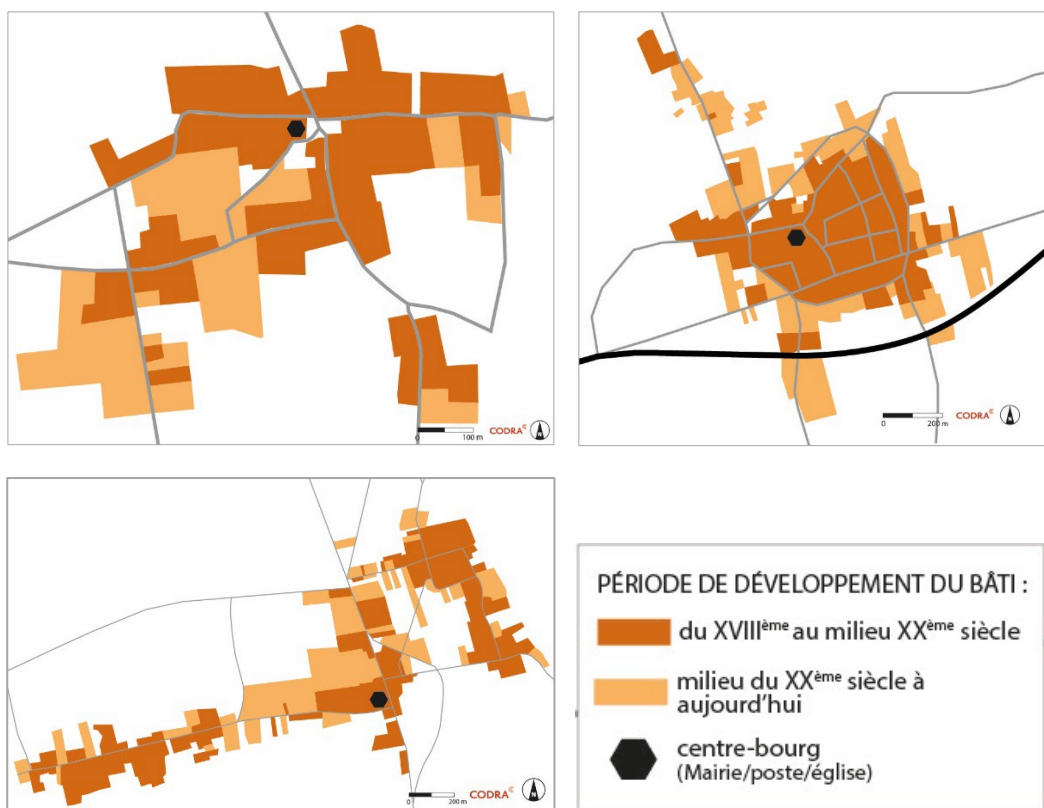 0 100 m CODRA© N
0 200 m CODRA© N
0 200 m CODRA© N
PÉRIODE DE DÉVELOPPEMENT DU BÂTI :
du XVIIIème au milieu XXème siècle
milieu du XXème siècle à
aujourd'hui
centre-bourg
(Mairie/poste/église)